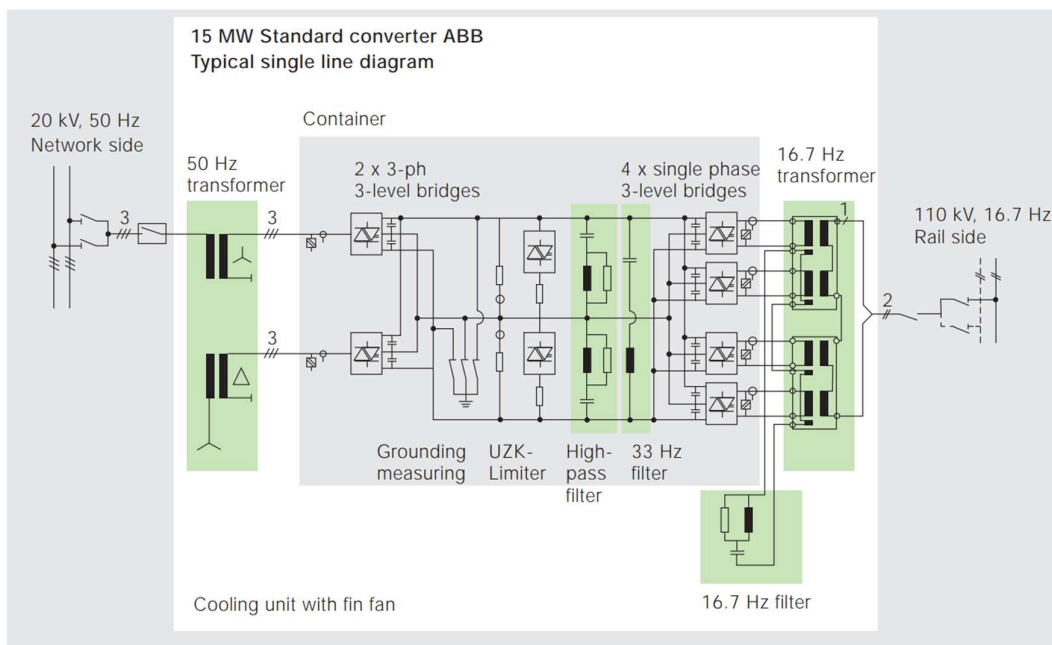 15 MW Standard converter ABB
Typical single line diagram
20 kV, 50 Hz
Network side
Container
50 Hz
transformer
2 x 3-ph
3-level bridges
4 x single phase
3-level bridges
16.7 Hz
transformer
110 kV, 16.7 Hz
Rail side
3
3
3
1
2
Grounding
measuring
UZK-
Limiter
High-
pass
filter
33 Hz
filter
16.7 Hz filter
Cooling unit with fin fan